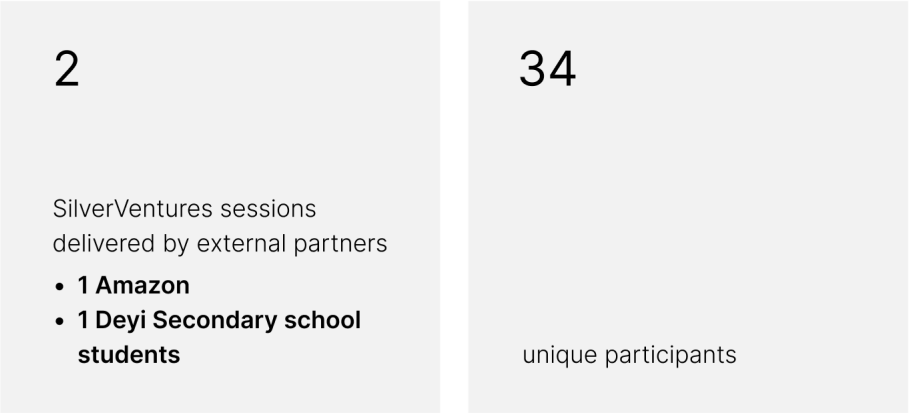 2
SilverVentures sessions
delivered by external partners
• 1 Amazon
• 1 Deyi Secondary school
students
34
unique participants